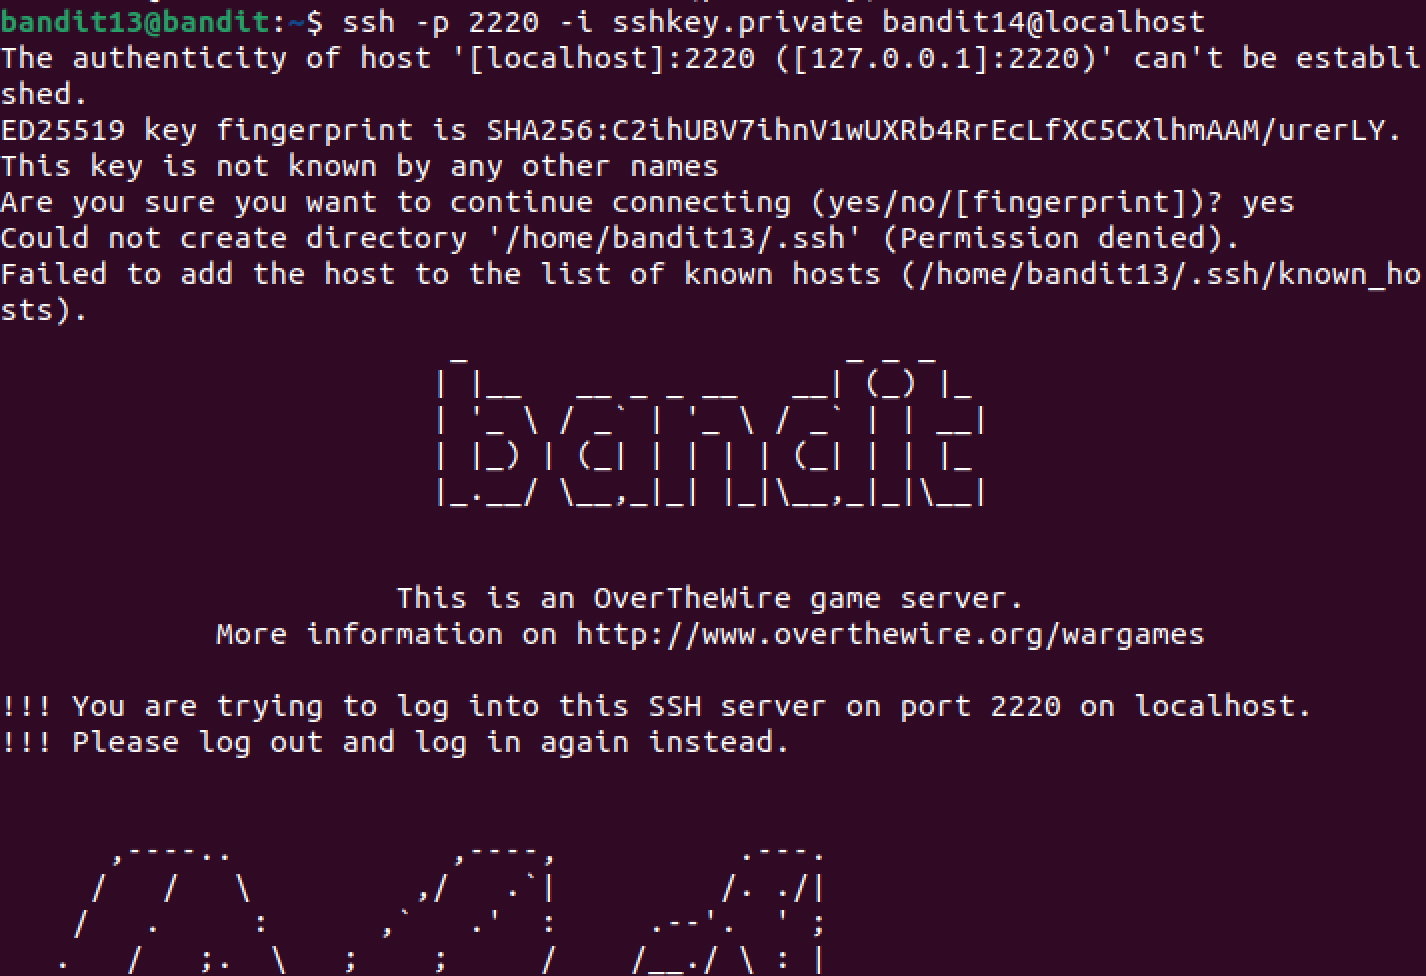 bandit13@bandit:~$ ssh -p 2220 -i sshkey.private bandit14@localhost
The authenticity of host '[localhost]:2220 ([127.0.0.1]:2220)' can't be establi
shed.
ED25519 key fingerprint is SHA256:C2ihUBV7ihnV1wUXRb4RrEcLfXC5CXlhmAAM/urerLY.
This key is not known by any other names
Are you sure you want to continue connecting (yes/no/[fingerprint])? yes
Could not create directory '/home/bandit13/.ssh' (Permission denied).
Failed to add the host to the list of known hosts (/home/bandit13/.ssh/known_ho
sts).
bandit
This is an OverTheWire game server.
More information on http://www.overthewire.org/wargames
!!! You are trying to log into this SSH server on port 2220 on localhost.
!!! Please log out and log in again instead.